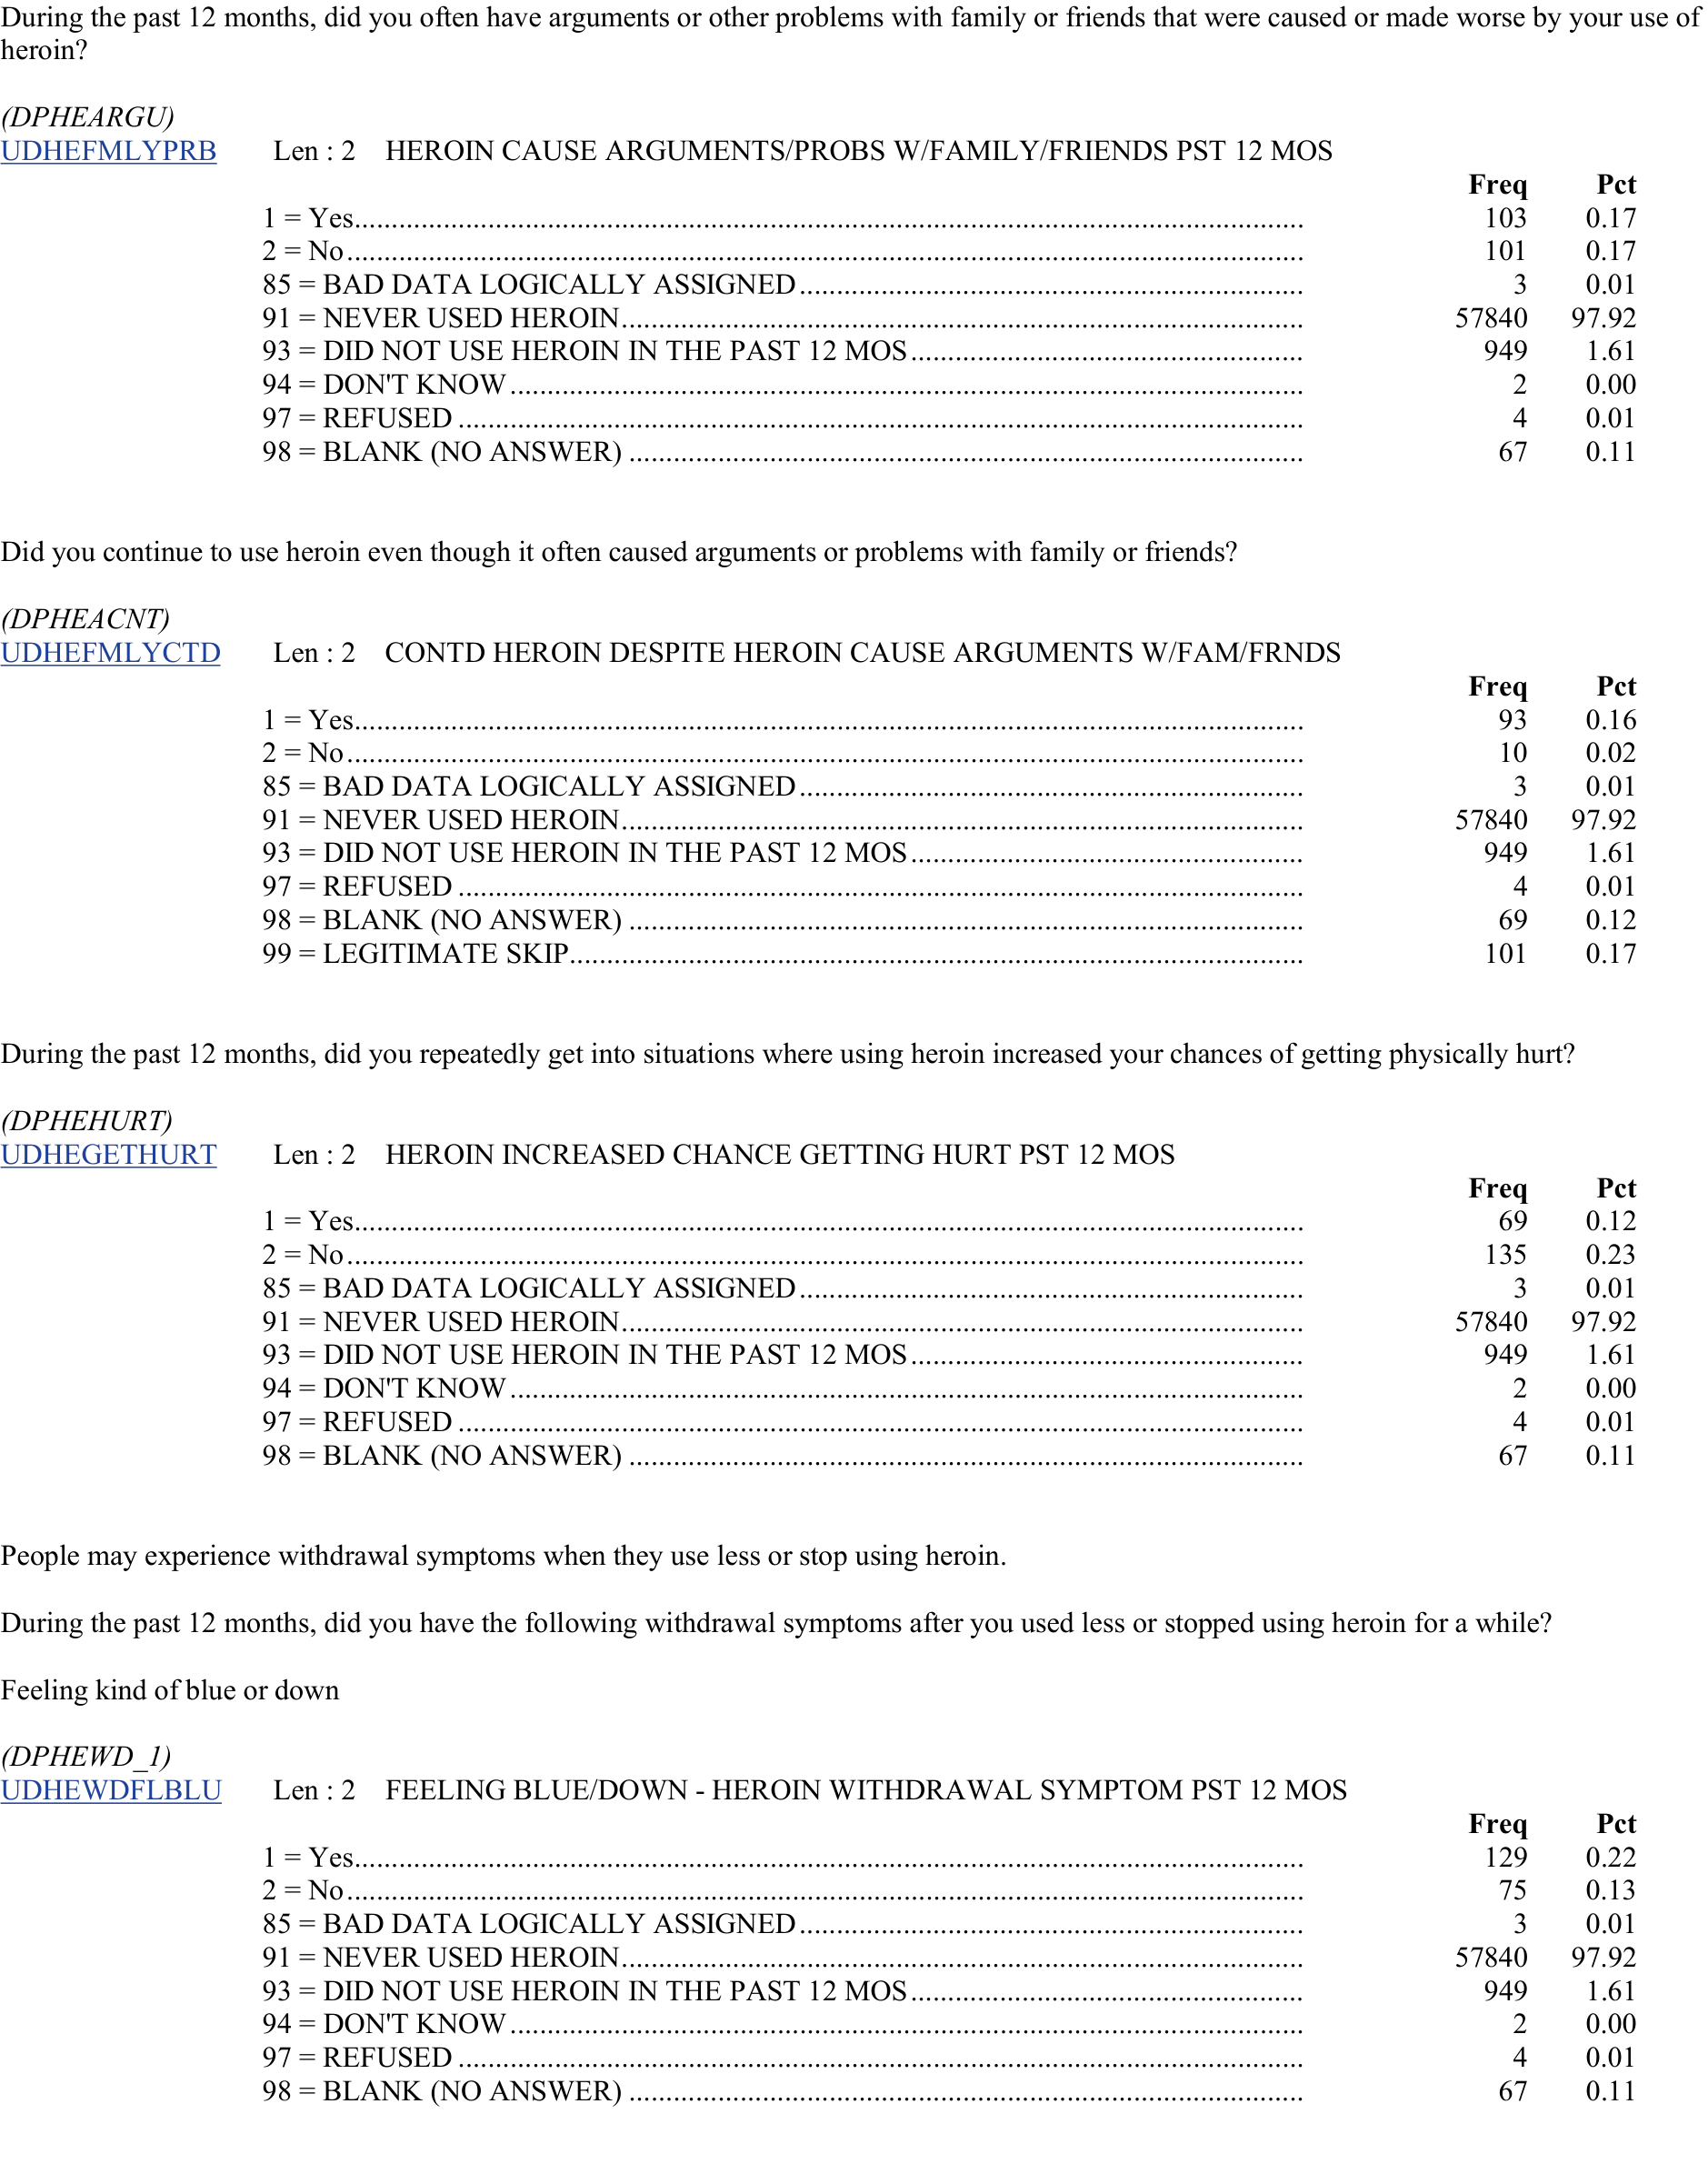 During the past 12 months, did you often have arguments or other problems with family or friends that were caused or made worse by your use of
heroin?
(DPHEARGU)
UDHEFMLYPRB Len : 2 HEROIN CAUSE ARGUMENTS/PROBS W/FAMILY/FRIENDS PST 12 MOS
Freq Pct
1 = Yes 103 0.17
2 = No 101 0.17
85 = BAD DATA LOGICALLY ASSIGNED 3 0.01
91 = NEVER USED HEROIN 57840 97.92
93 = DID NOT USE HEROIN IN THE PAST 12 MOS 949 1.61
94 = DON'T KNOW 2 0.00
97 = REFUSED 4 0.01
98 = BLANK (NO ANSWER) 67 0.11
Did you continue to use heroin even though it often caused arguments or problems with family or friends?
(DPHEACNT)
UDHEFMLYCTD Len : 2 CONTD HEROIN DESPITE HEROIN CAUSE ARGUMENTS W/FAM/FRNDS
Freq Pct
1 = Yes 93 0.16
2 = No 10 0.02
85 = BAD DATA LOGICALLY ASSIGNED 3 0.01
91 = NEVER USED HEROIN 57840 97.92
93 = DID NOT USE HEROIN IN THE PAST 12 MOS 949 1.61
97 = REFUSED 4 0.01
98 = BLANK (NO ANSWER) 69 0.12
99 = LEGITIMATE SKIP 101 0.17
During the past 12 months, did you repeatedly get into situations where using heroin increased your chances of getting physically hurt?
(DPHEHURT)
UDHEGETHURT Len : 2 HEROIN INCREASED CHANCE GETTING HURT PST 12 MOS
Freq Pct
1 = Yes 69 0.12
2 = No 135 0.23
85 = BAD DATA LOGICALLY ASSIGNED 3 0.01
91 = NEVER USED HEROIN 57840 97.92
93 = DID NOT USE HEROIN IN THE PAST 12 MOS 949 1.61
94 = DON'T KNOW 2 0.00
97 = REFUSED 4 0.01
98 = BLANK (NO ANSWER) 67 0.11
People may experience withdrawal symptoms when they use less or stop using heroin.
During the past 12 months, did you have the following withdrawal symptoms after you used less or stopped using heroin for a while?
Feeling kind of blue or down
(DPHEWD_1)
UDHEWDFLBLU Len : 2 FEELING BLUE/DOWN - HEROIN WITHDRAWAL SYMPTOM PST 12 MOS
Freq Pct
1 = Yes 129 0.22
2 = No 75 0.13
85 = BAD DATA LOGICALLY ASSIGNED 3 0.01
91 = NEVER USED HEROIN 57840 97.92
93 = DID NOT USE HEROIN IN THE PAST 12 MOS 949 1.61
94 = DON'T KNOW 2 0.00
97 = REFUSED 4 0.01
98 = BLANK (NO ANSWER) 67 0.11